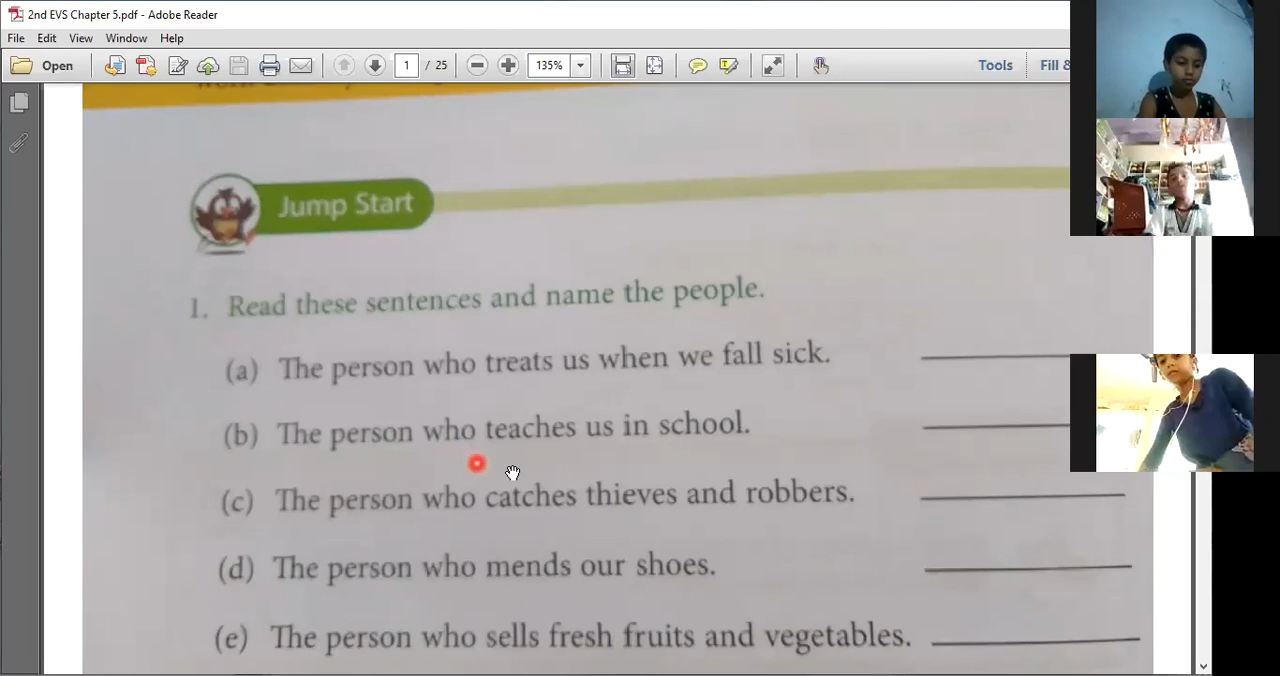 2nd EVS Chapter 5.pdf - Adobe Reader
File Edit View Window Help
Open 1 / 25 135% Tools Fill &
Jump Start
1. Read these sentences and name the people.
(a) The person who treats us when we fall sick.
(b) The person who teaches us in school.
(c) The person who catches thieves and robbers.
(d) The person who mends our shoes.
(e) The person who sells fresh fruits and vegetables.